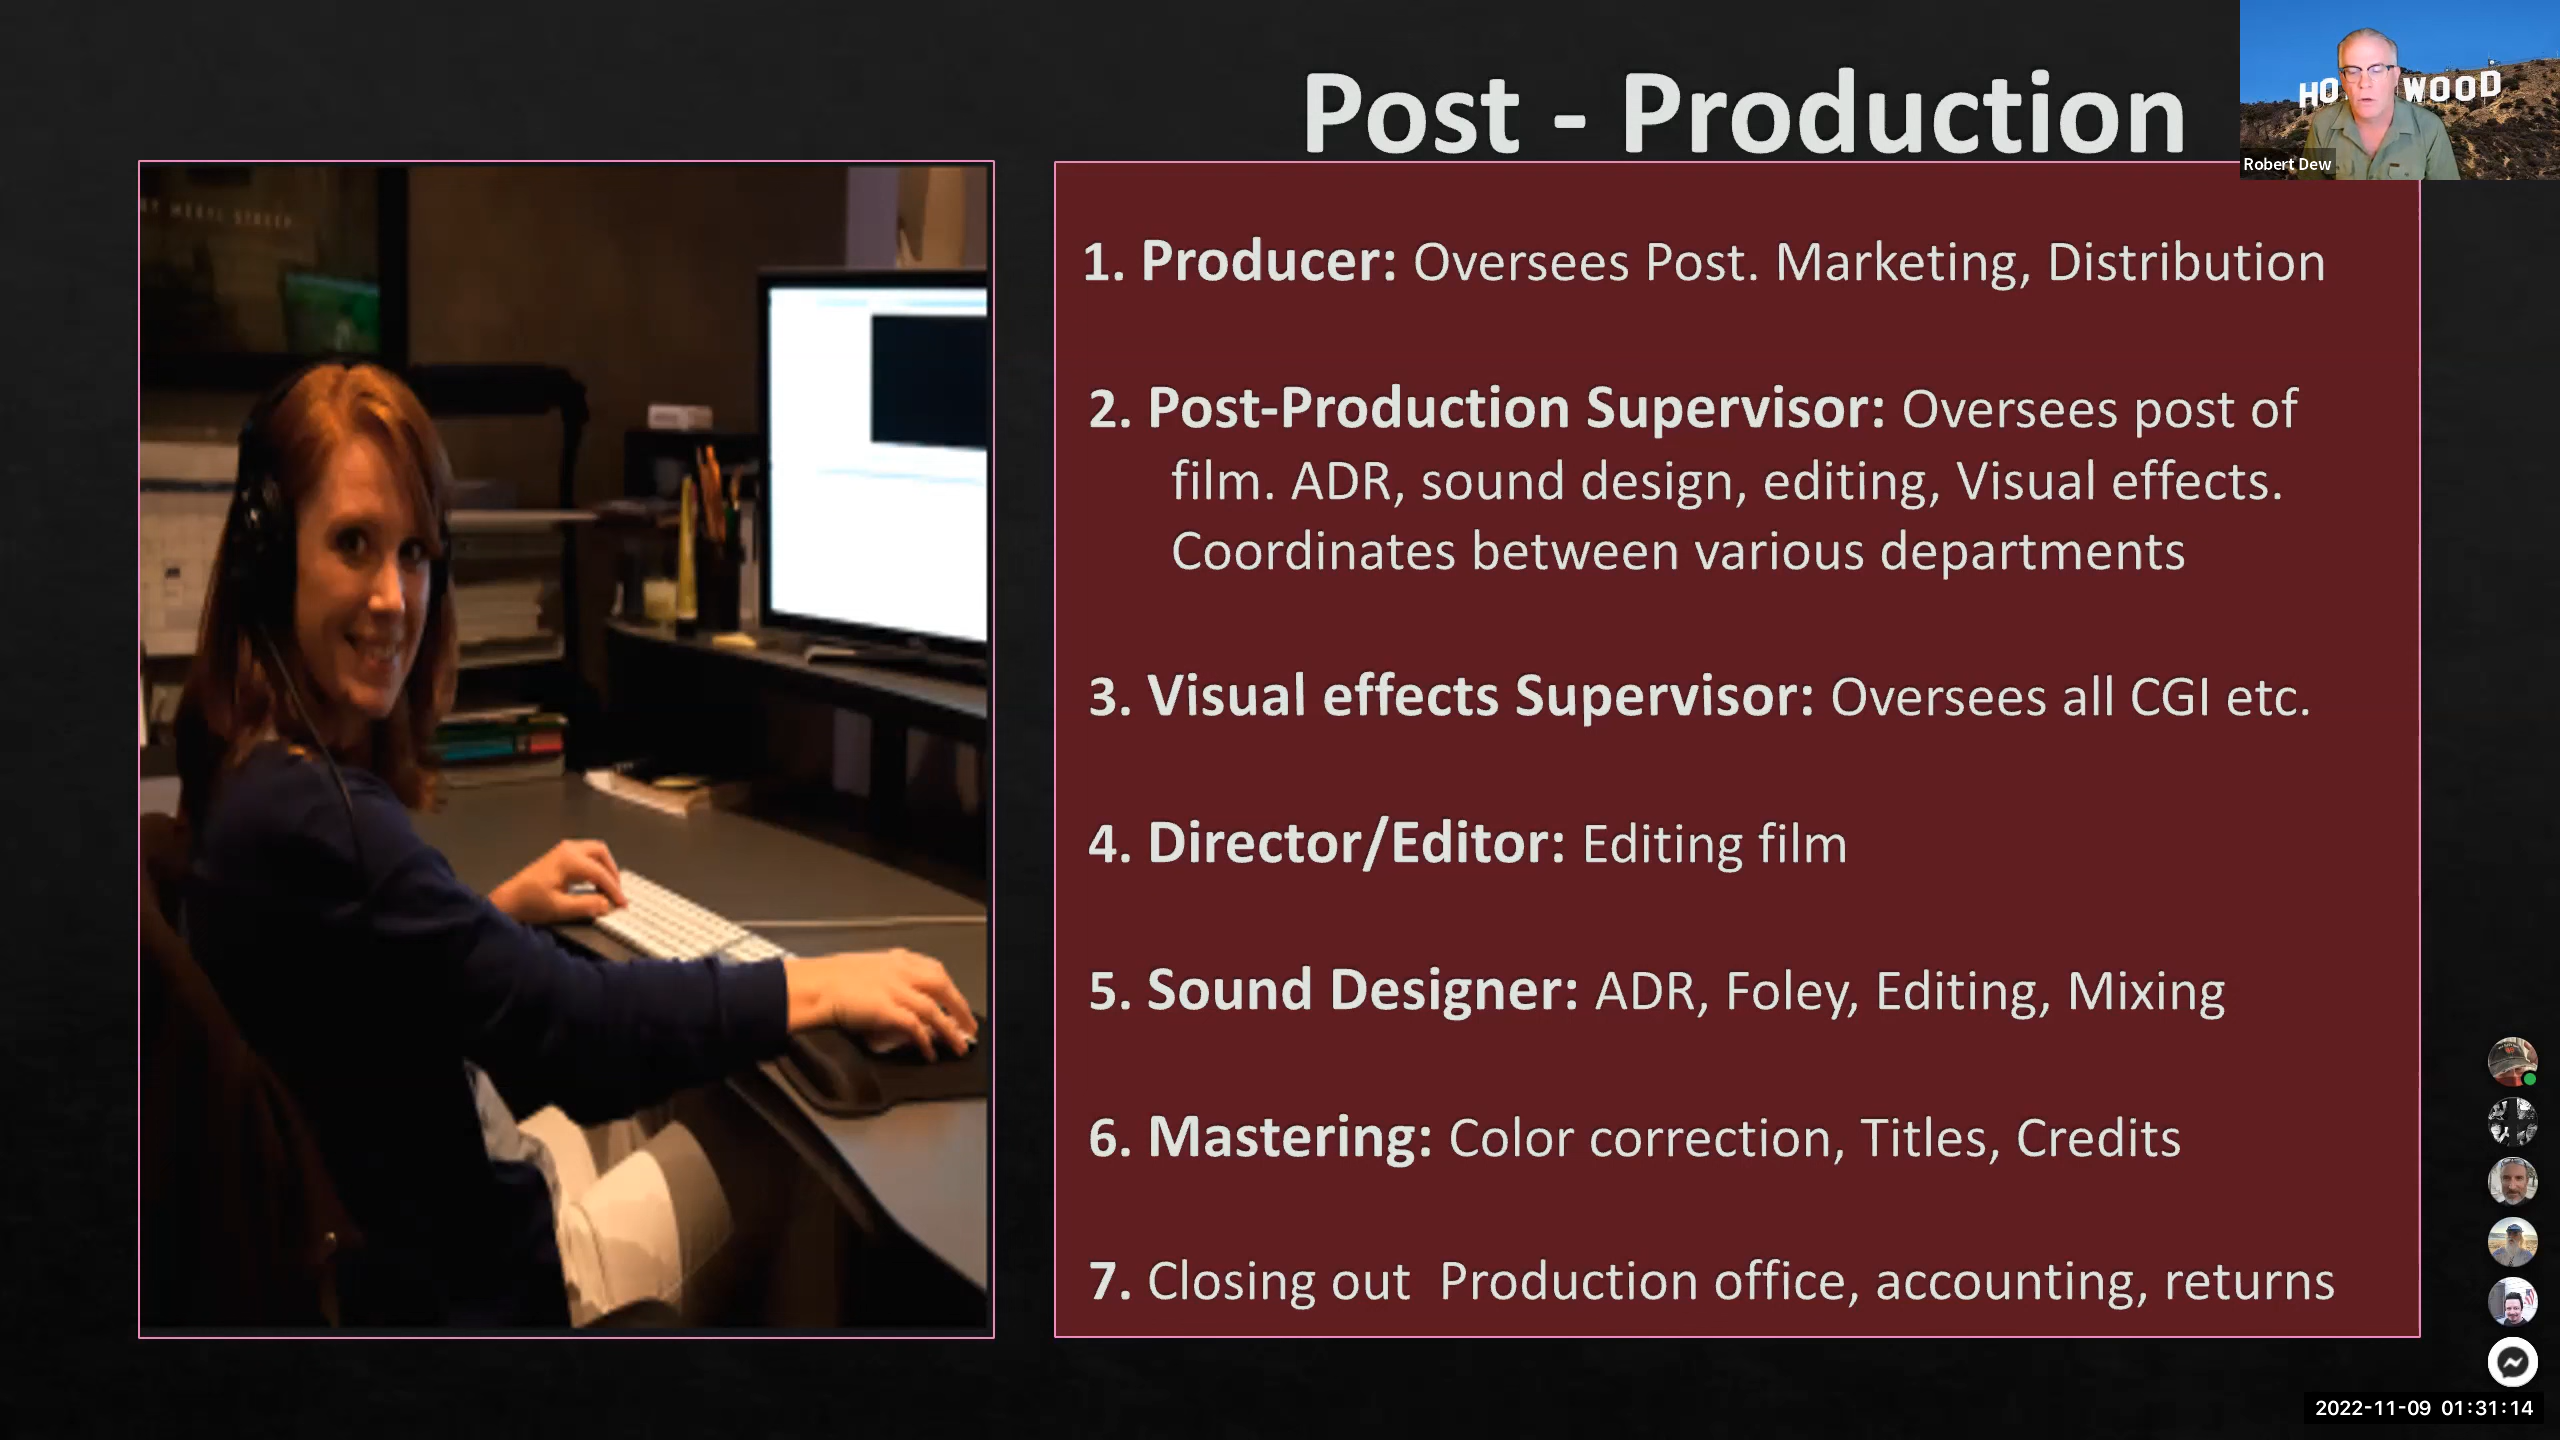 Post - Production
HO WOOD
Robert Dew
1. Producer: Oversees Post. Marketing, Distribution
2. Post-Production Supervisor: Oversees post of
film. ADR, sound design, editing, Visual effects.
Coordinates between various departments
3. Visual effects Supervisor: Oversees all CGI etc.
4. Director/Editor: Editing film
5. Sound Designer: ADR, Foley, Editing, Mixing
6. Mastering: Color correction, Titles, Credits
7. Closing out  Production office, accounting, returns
2022-11-09 01:31:14